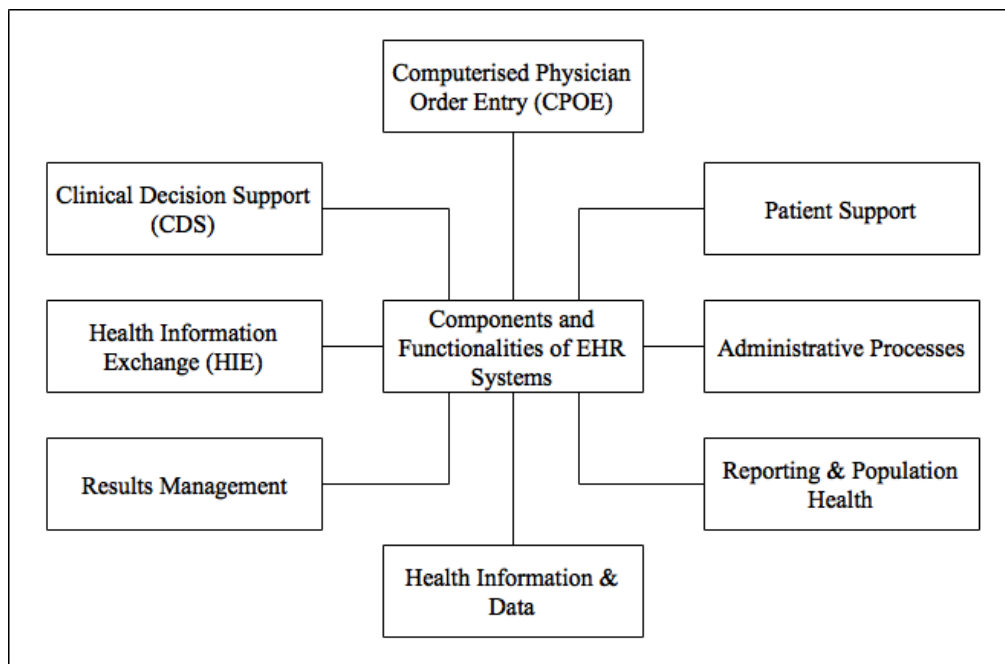 Computerised Physician
Order Entry (CPOE)
Clinical Decision Support
(CDS)
Patient Support
Health Information
Exchange (HIE)
Components and
Functionalities of EHR
Systems
Administrative Processes
Results Management
Reporting & Population
Health
Health Information &
Data